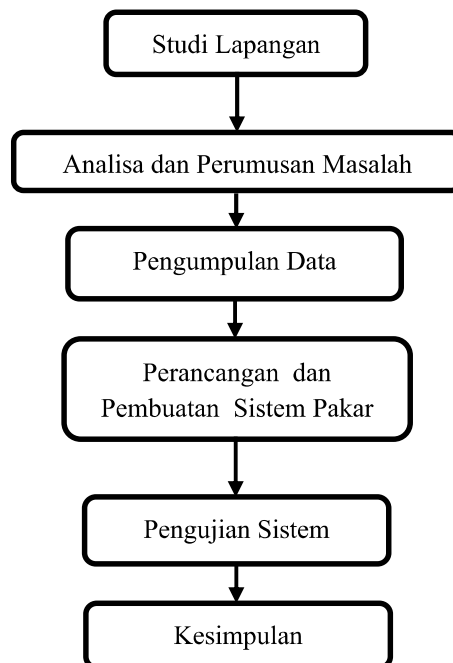 Studi Lapangan
Analisa dan Perumusan Masalah
Pengumpulan Data
Perancangan dan
Pembuatan Sistem Pakar
Pengujian Sistem
Kesimpulan